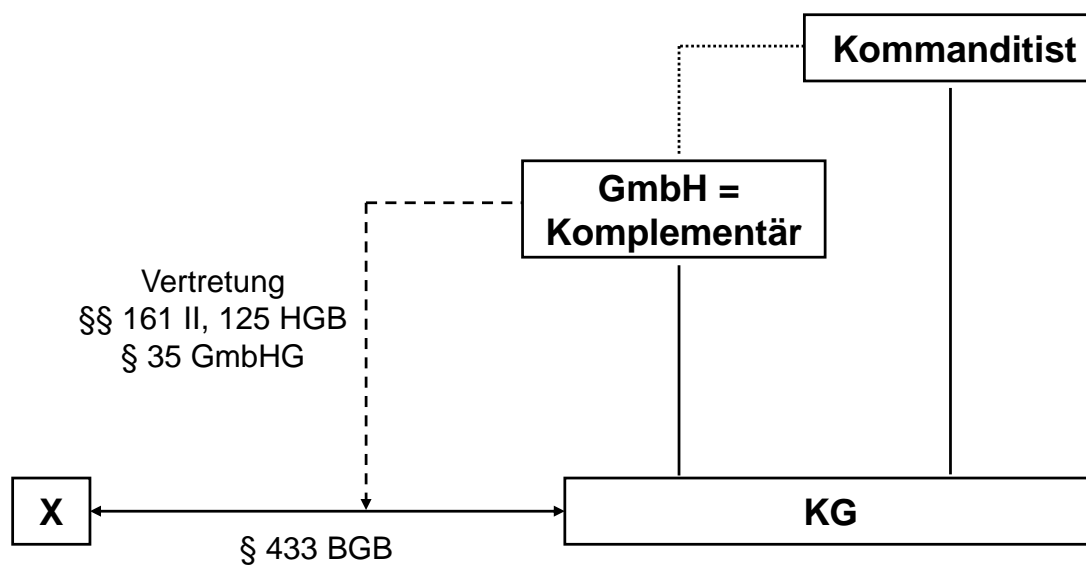 Kommanditist
GmbH =
Komplementär
Vertretung
§§ 161 II, 125 HGB
§ 35 GmbHG
X
KG
§ 433 BGB